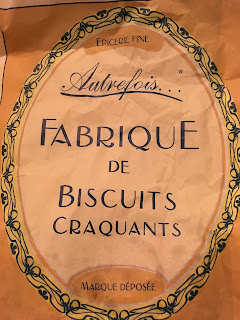 EPICERIE FINE
Autrefois...®
FABRIQUE
DE
BISCUITS
CRAQUANTS
MARQUE DÉPOSÉE